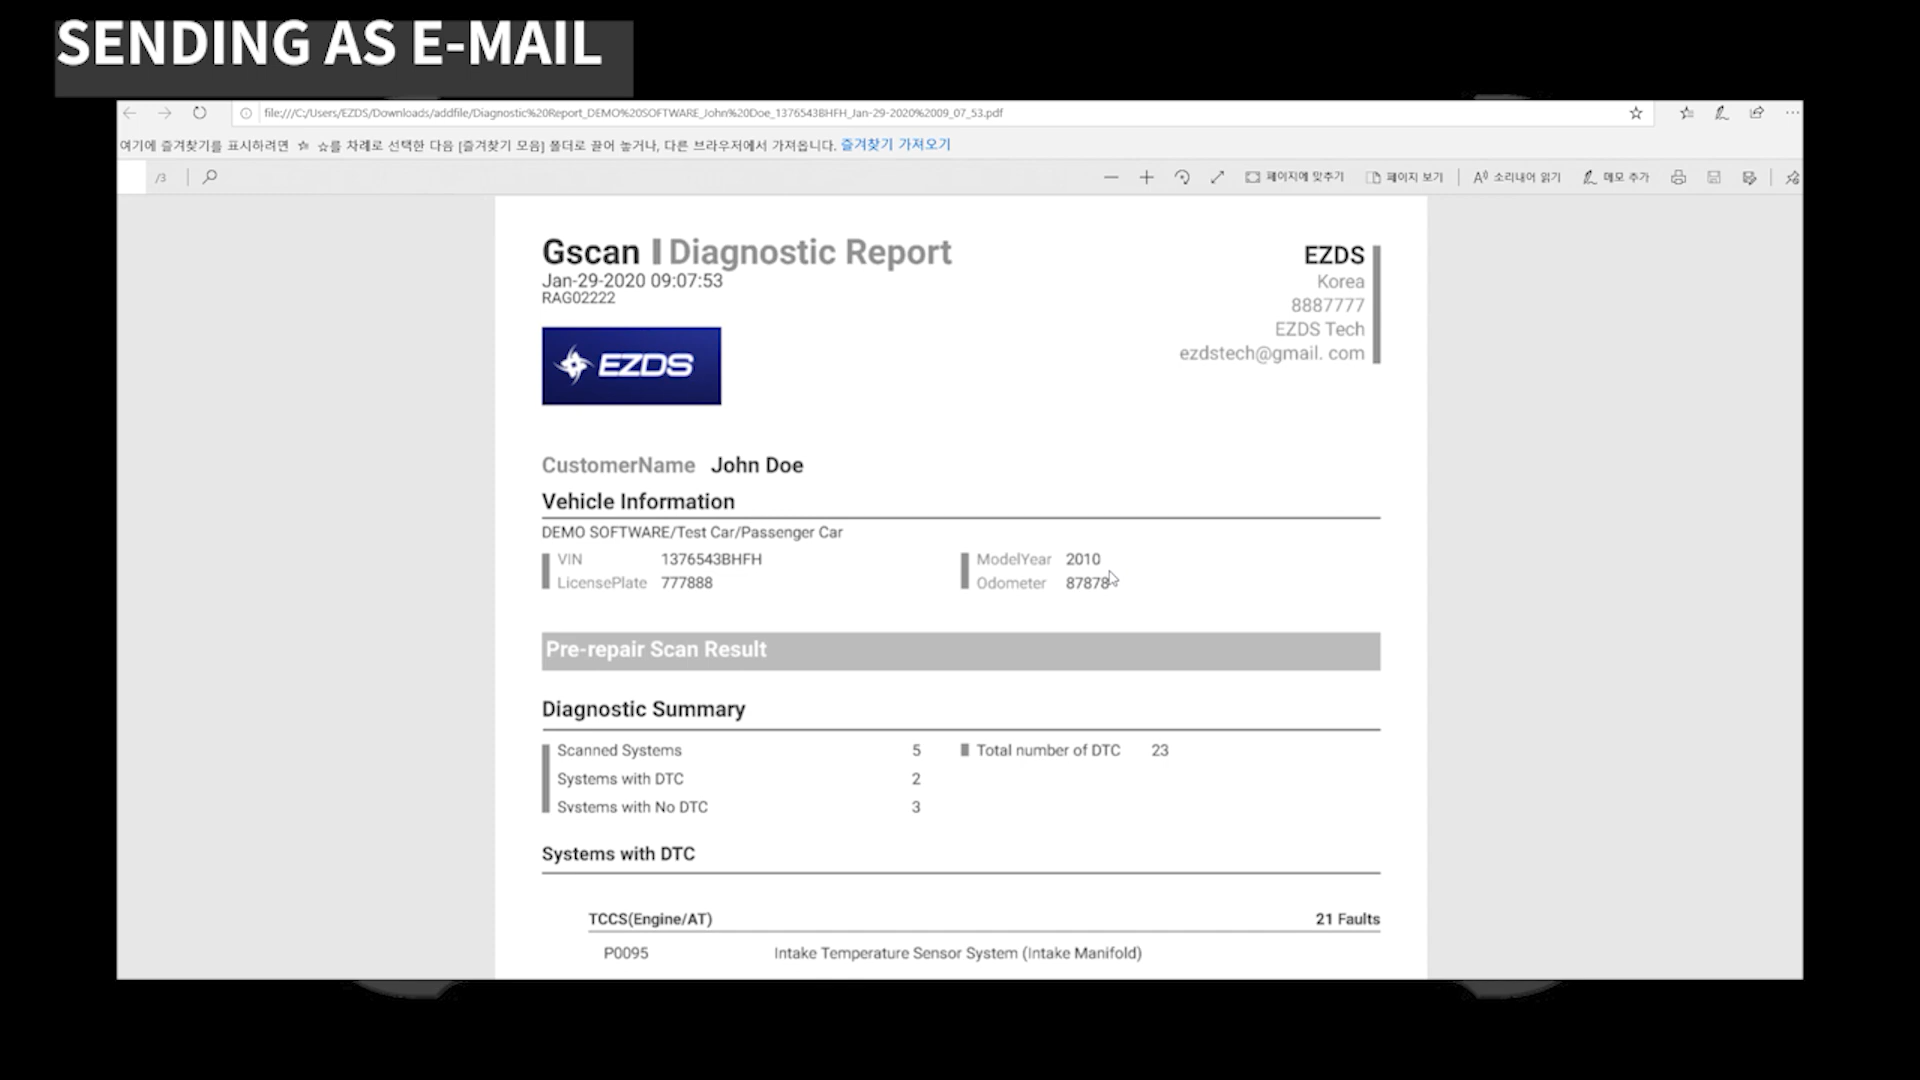 SENDING AS E-MAIL
file:///C:/Users/EZDS/Downloads/addfile/Diagnostic%20Report_DEMO%20SOFTWARE_John%20Doe_1376543BHFH_Jan-29-2020%2009_07_53.pdf
여기에 즐겨찾기를 표시하려면 ☆를 차례로 선택한 다음 [즐겨찾기 모음] 폴더로 끌어 놓거나, 다른 브라우저에서 가져옵니다. 즐겨찾기 가져오기
/3 페이지에 맞추기 페이지 보기 소리내어 읽기 메모 추가
Gscan | Diagnostic Report
Jan-29-2020 09:07:53
RAG02222
EZDS
Korea
8887777
EZDS Tech
ezdstech@gmail. com
EZDS
CustomerName John Doe
Vehicle Information
DEMO SOFTWARE/Test Car/Passenger Car
VIN 1376543BHFH ModelYear 2010
LicensePlate 777888 Odometer 87878
Pre-repair Scan Result
Diagnostic Summary
Scanned Systems 5 Total number of DTC 23
Systems with DTC 2
Systems with No DTC 3
Systems with DTC
TCCS(Engine/AT) 21 Faults
P0095 Intake Temperature Sensor System (Intake Manifold)